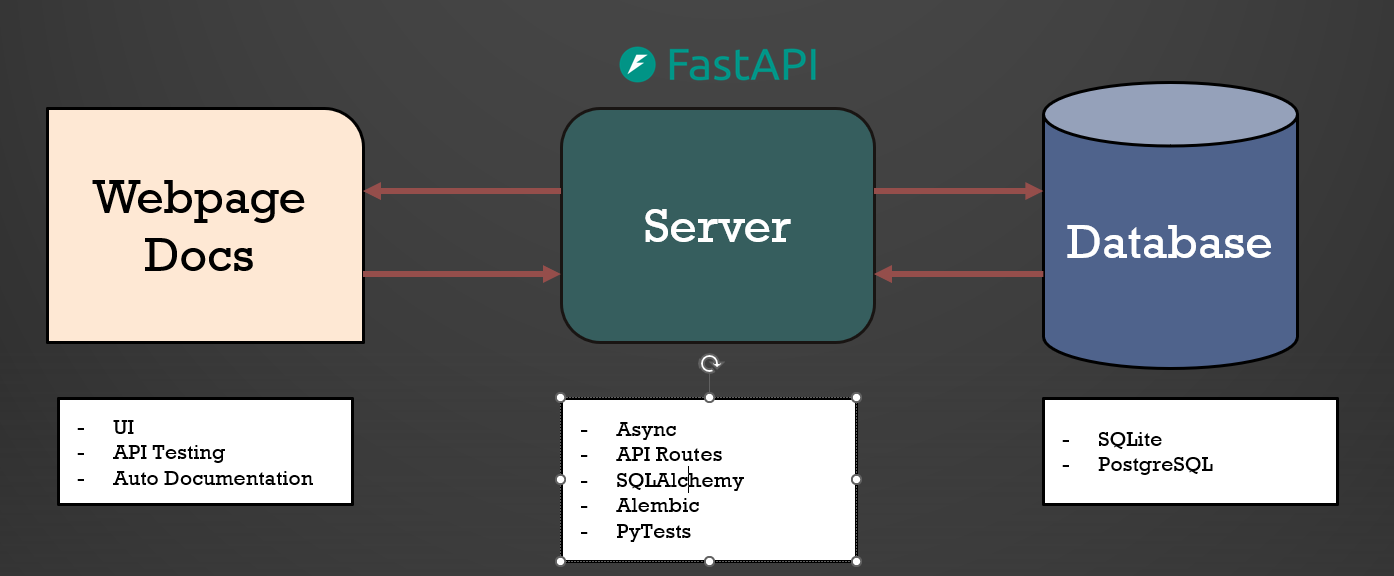 FastAPI
Webpage
Docs
Server
Database
- UI
- API Testing
- Auto Documentation
- Async
- API Routes
- SQLAlchemy
- Alembic
- PyTests
- SQLite
- PostgreSQL